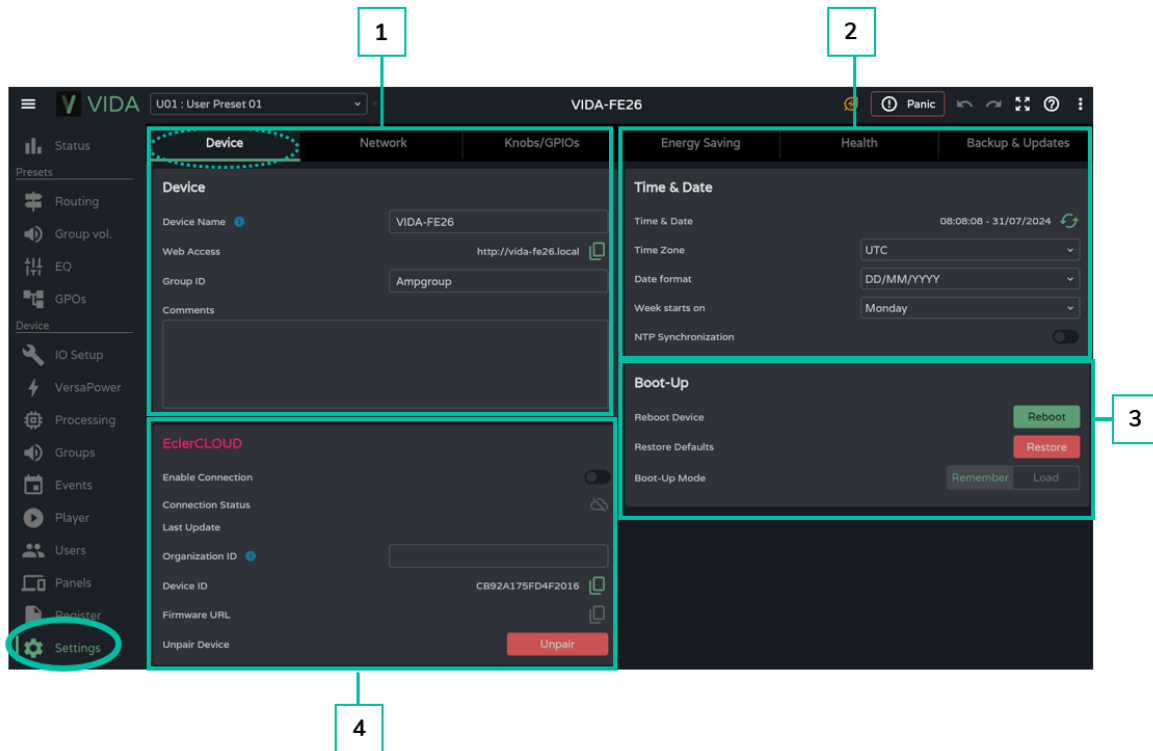 1
2
VIDA
U01 : User Preset 01
VIDA-FE26
Panic
Status
Presets
Routing
Group vol.
EQ
GPOs
Device
IO Setup
VersaPower
Processing
Groups
Events
Player
Users
Panels
Register
Settings
Device
Network
Knobs/GPIOs
Energy Saving
Health
Backup & Updates
Device
Device Name
VIDA-FE26
Web Access
http://vida-fe26.local
Group ID
Ampgroup
Comments
Time & Date
Time & Date
08:08:08 - 31/07/2024
Time Zone
UTC
Date format
DD/MM/YYYY
Week starts on
Monday
NTP Synchronization
Boot-Up
Reboot Device
Reboot
Restore Defaults
Restore
Boot-Up Mode
Remember
Load
3
EclerCLOUD
Enable Connection
Connection Status
Last Update
Organization ID
Device ID
CB92A175FD4F2016
Firmware URL
Unpair Device
Unpair
4